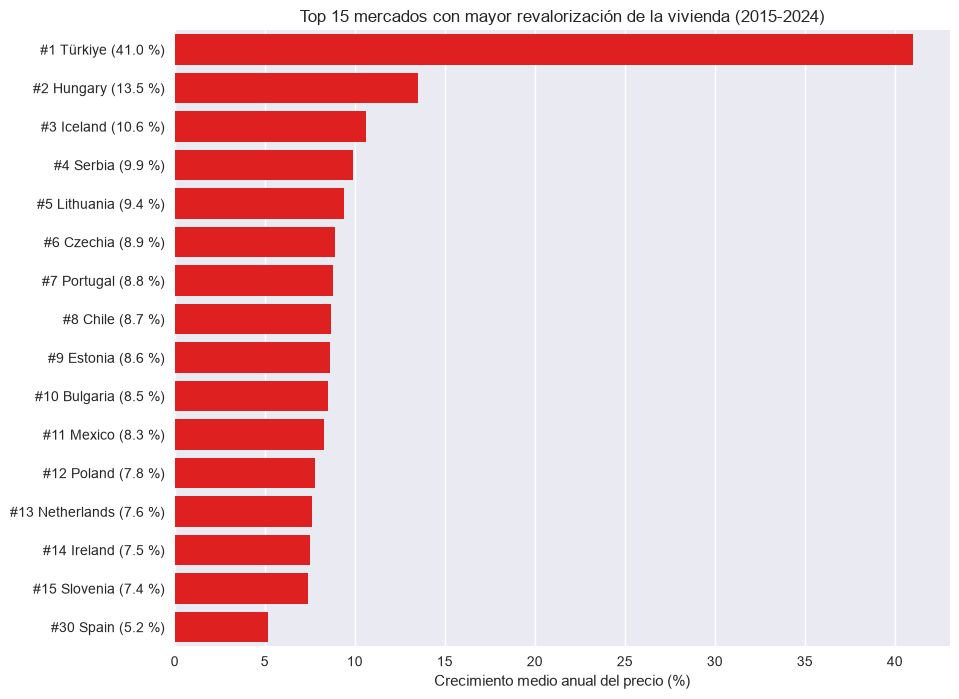 Top 15 mercados con mayor revalorización de la vivienda (2015-2024)
#1 Türkiye (41.0 %)
#2 Hungary (13.5 %)
#3 Iceland (10.6 %)
#4 Serbia (9.9 %)
#5 Lithuania (9.4 %)
#6 Czechia (8.9 %)
#7 Portugal (8.8 %)
#8 Chile (8.7 %)
#9 Estonia (8.6 %)
#10 Bulgaria (8.5 %)
#11 Mexico (8.3 %)
#12 Poland (7.8 %)
#13 Netherlands (7.6 %)
#14 Ireland (7.5 %)
#15 Slovenia (7.4 %)
#30 Spain (5.2 %)
0 5 10 15 20 25 30 35 40
Crecimiento medio anual del precio (%)